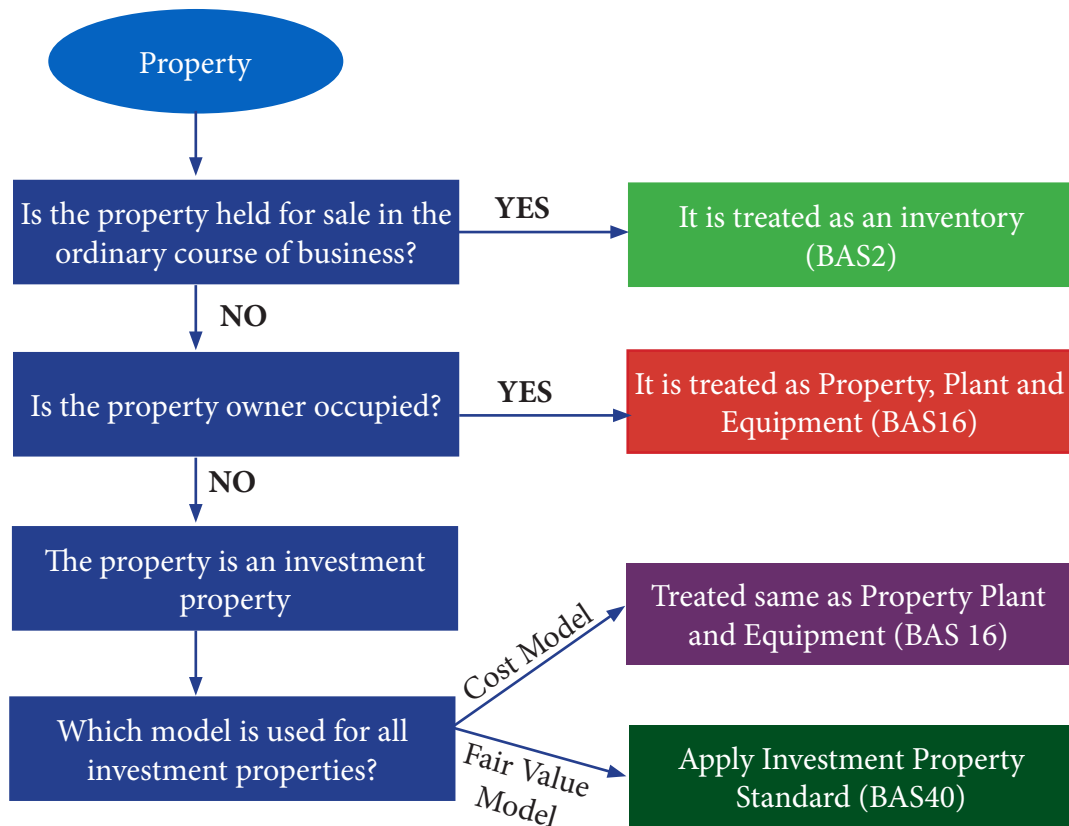 Property
Is the property held for sale in the
ordinary course of business?
YES
It is treated as an inventory
(BAS2)
NO
Is the property owner occupied?
YES
It is treated as Property, Plant and
Equipment (BAS16)
NO
The property is an investment
property
Cost Model
Treated same as Property Plant
and Equipment (BAS 16)
Which model is used for all
investment properties?
Fair Value
Model
Apply Investment Property
Standard (BAS40)